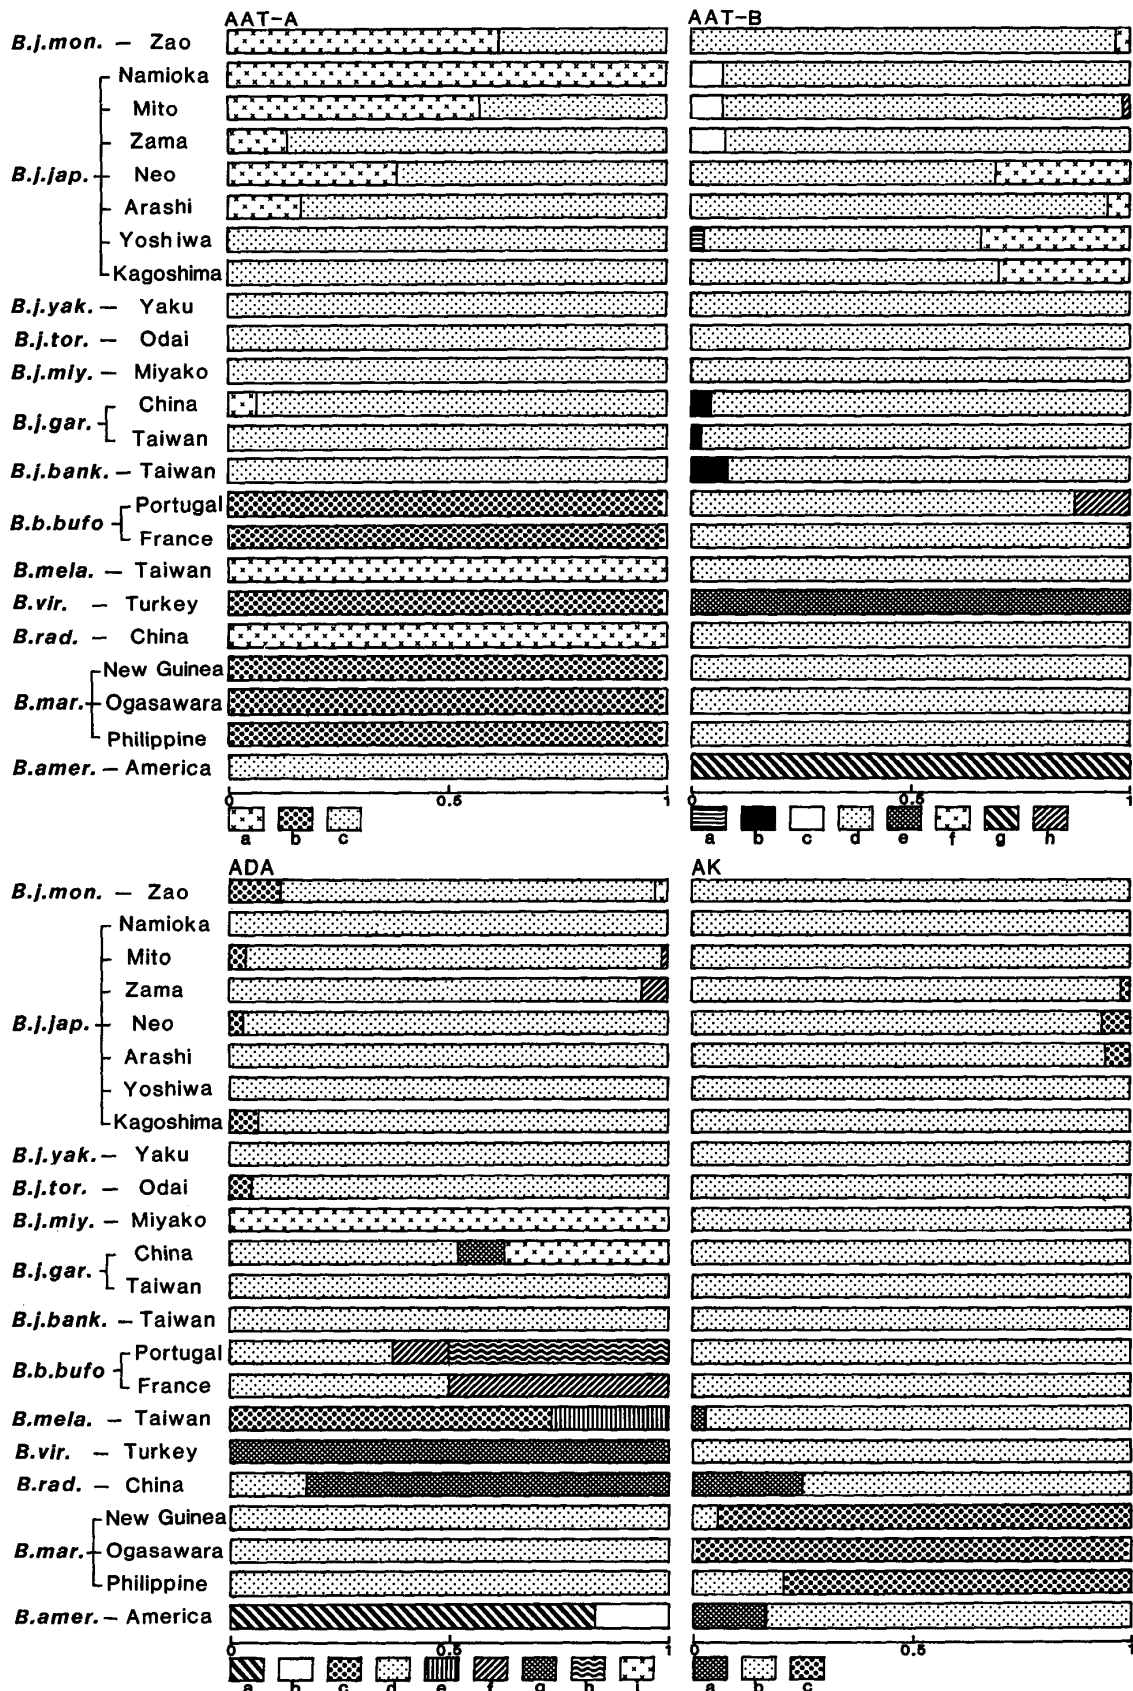 AAT-A AAT-B
B.j.mon. — Zao
Namioka
Mito
Zama
B.j.jap. Neo
Arashi
Yoshiwa
Kagoshima
B.j.yak. — Yaku
B.j.tor. — Odai
B.j.miy. — Miyako
China
B.j.gar.
Taiwan
B.j.bank. — Taiwan
Portugal
B.b.bufo
France
B.mela. — Taiwan
B.vir. — Turkey
B.rad. — China
New Guinea
B.mar. Ogasawara
Philippine
B.amer. — America
0 0.5 1 0 0.5 1
a b c a b c d e f g h
ADA AK
B.j.mon. — Zao
Namioka
Mito
Zama
B.j.jap. Neo
Arashi
Yoshiwa
Kagoshima
B.j.yak. — Yaku
B.j.tor. — Odai
B.j.miy. — Miyako
China
B.j.gar.
Taiwan
B.j.bank. — Taiwan
Portugal
B.b.bufo
France
B.mela. — Taiwan
B.vir. — Turkey
B.rad. — China
New Guinea
B.mar. Ogasawara
Philippine
B.amer. — America
0 0.5 1 0 0.5 1
a b c d e f g h i a b c